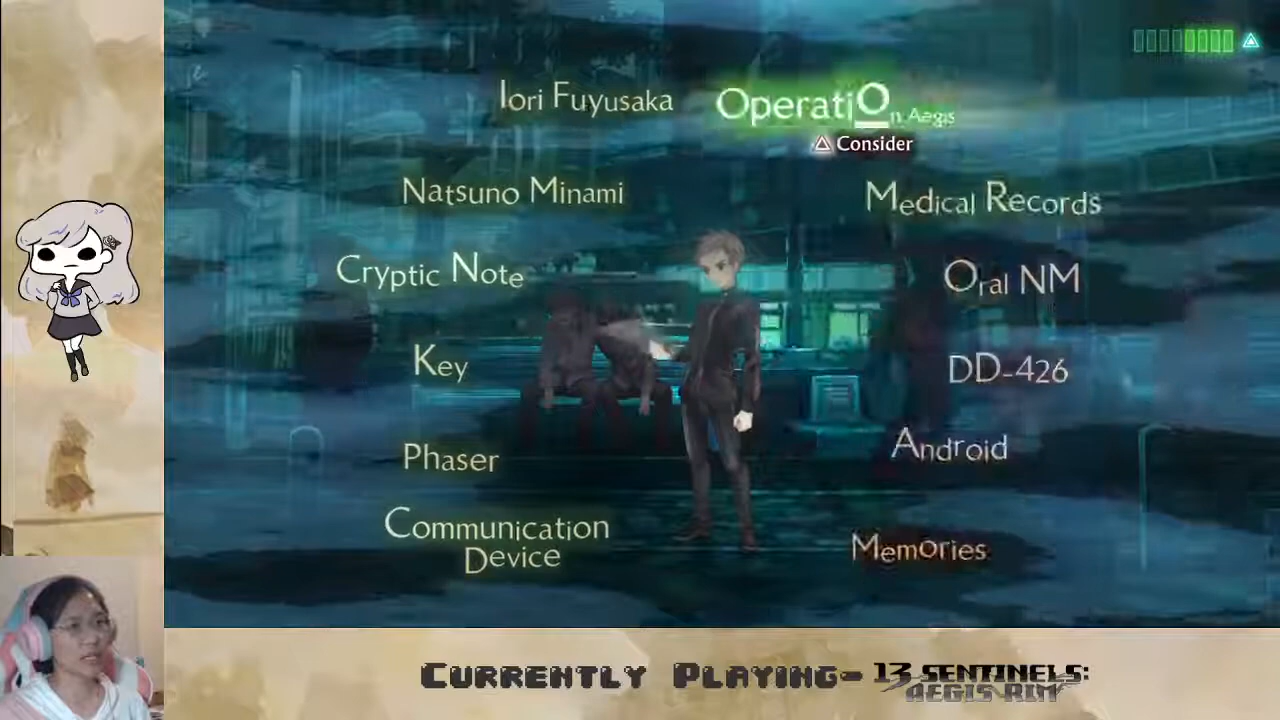 Iori Fuyusaka
Operation Aegis
Consider
Natsuno Minami
Medical Records
Cryptic Note
Oral NM
Key
DD-426
Phaser
Android
Communication
Device
Memories
Currently Playing- 13 SENTINELS:
AEGIS RIM